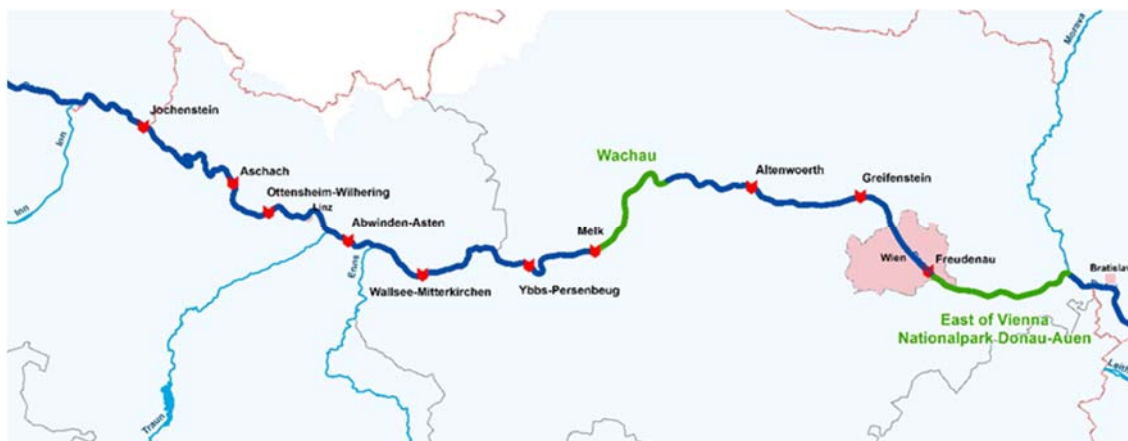 Morava
Jochenstein
Inn
Wachau
Altenwoerth
Greifenstein
Aschach
Ottensheim-Wilhering
Linz
Inn
Abwinden-Asten
Melk
Wien
Freudenau
Enns
Wallsee-Mitterkirchen
Ybbs-Persenbeug
East of Vienna
Nationalpark Donau-Auen
Traun